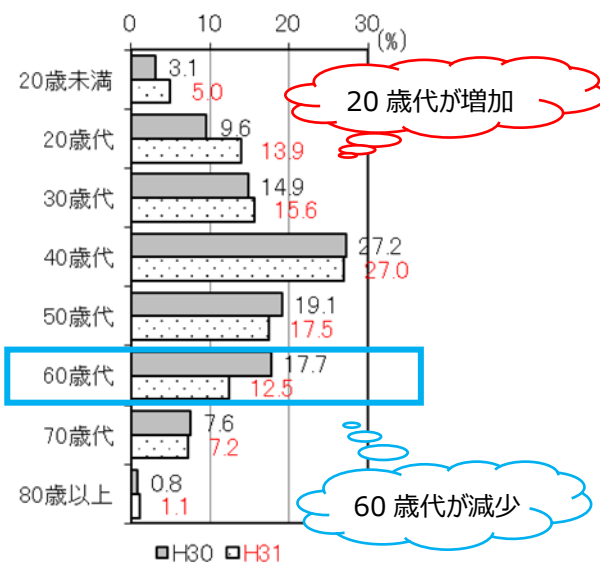 0 10 20 30
(%)
20歳未満 3.1
5.0
20歳代が増加
20歳代 9.6
13.9
30歳代 14.9
15.6
40歳代 27.2
27.0
50歳代 19.1
17.5
60歳代 17.7
12.5
70歳代 7.6
7.2
80歳以上 0.8
1.1
60歳代が減少
H30 H31